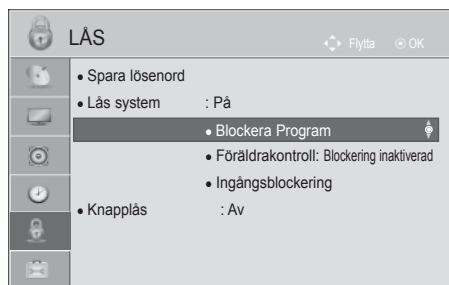 LÅS
Flytta OK
• Spara lösenord
• Lås system : På
• Blockera Program
• Föräldrakontroll: Blockering inaktiverad
• Ingångsblockering
• Knapplås : Av